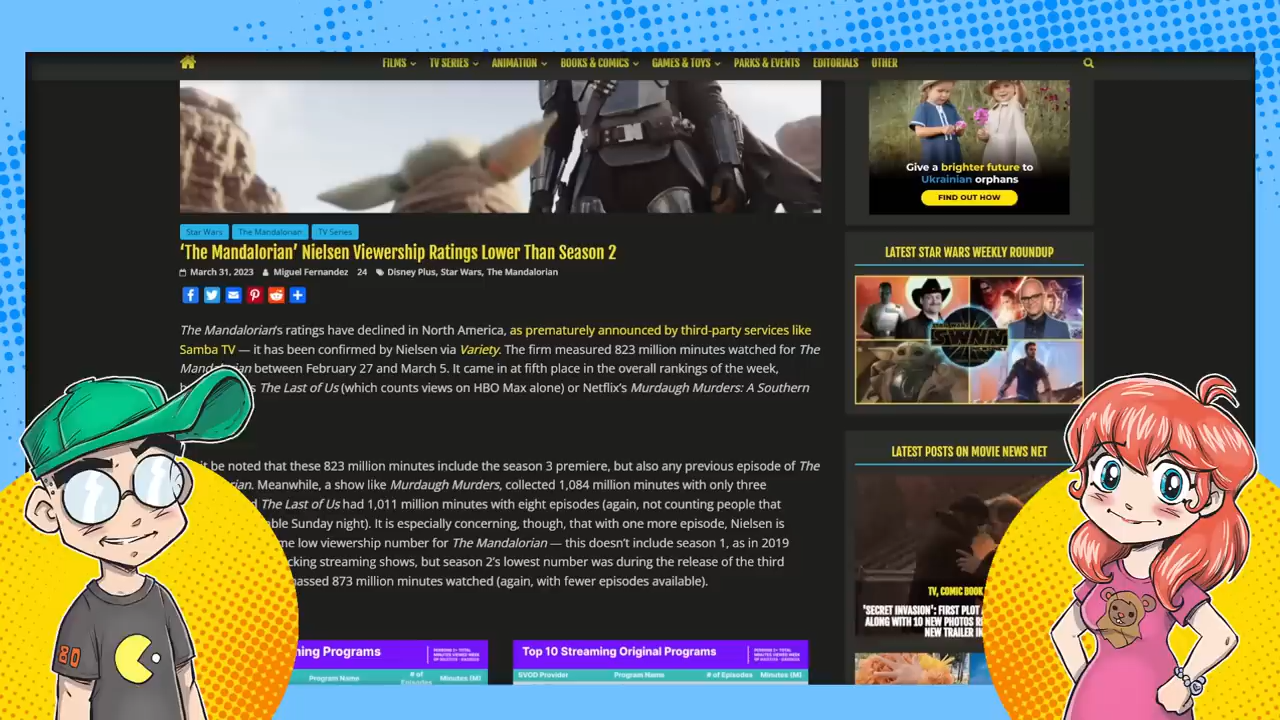 FILMS TV SERIES ANIMATION BOOKS & COMICS GAMES & TOYS PARKS & EVENTS EDITORIALS OTHER
Star Wars The Mandalorian TV Series
‘The Mandalorian’ Nielsen Viewership Ratings Lower Than Season 2
March 31, 2023 Miguel Fernandez 24 Disney Plus, Star Wars, The Mandalorian
The Mandalorian's ratings have declined in North America, as prematurely announced by third-party services like
Samba TV — it has been confirmed by Nielsen via Variety. The firm measured 823 million minutes watched for The
between February 27 and March 5. It came in at fifth place in the overall rankings of the week,
The Last of Us (which counts views on HBO Max alone) or Netflix's Murdaugh Murders: A Southern
it be noted that these 823 million minutes include the season 3 premiere, but also any previous episode of The
Meanwhile, a show like Murdaugh Murders, collected 1,084 million minutes with only three
The Last of Us had 1,011 million minutes with eight episodes (again, not counting people that
Sunday night). It is especially concerning, though, that with one more episode, Nielsen is
low viewership number for The Mandalorian — this doesn't include season 1, as in 2019
streaming shows, but season 2's lowest number was during the release of the third
873 million minutes watched (again, with fewer episodes available).
Programs
Program Name # of Episodes Minutes (M)
Top 10 Streaming Original Programs
SVOD Provider Program Name # of Episodes Minutes (M)
Give a brighter future to
Ukrainian orphans
FIND OUT HOW
LATEST STAR WARS WEEKLY ROUNDUP
SWNN
LATEST POSTS ON MOVIE NEWS NET
TV, COMIC BOOK
'SECRET INVASION': FIRST PLOT
ALONG WITH 10 NEW PHOTOS
NEW TRAILER
80